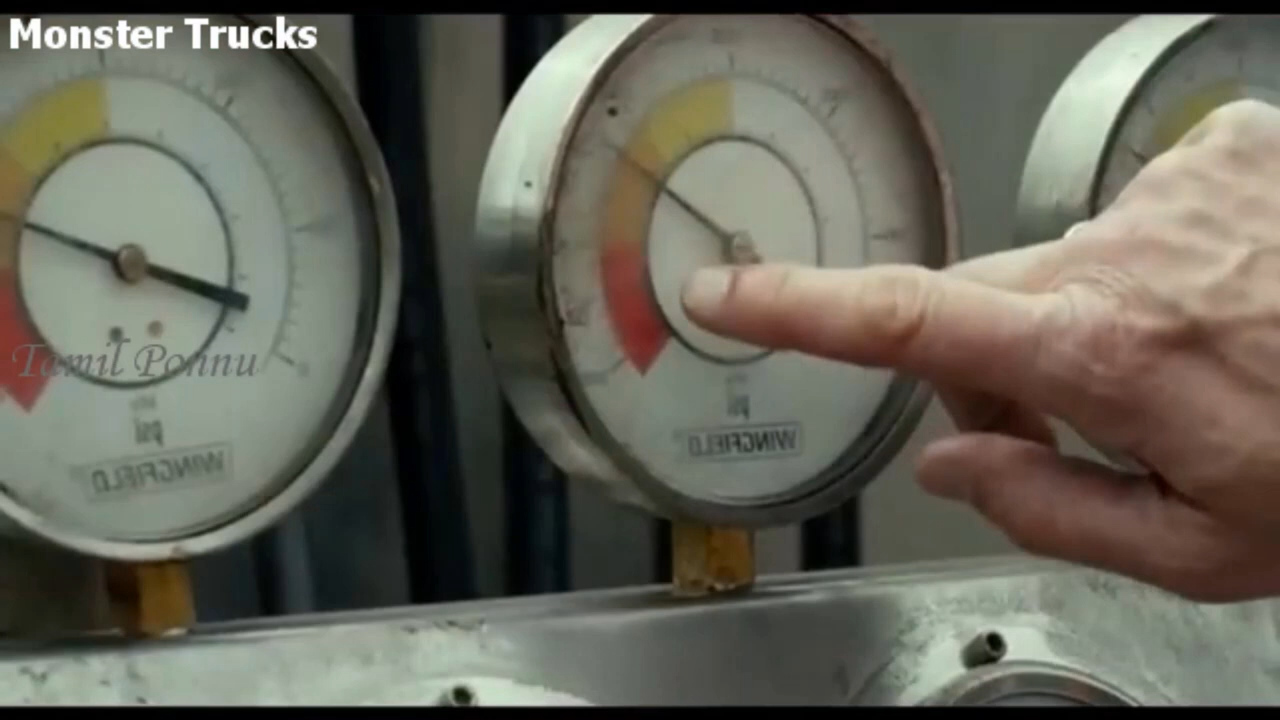 Monster Trucks
Tamil Ponnu
psi
WINGFIELD
psi
WINGFIELD